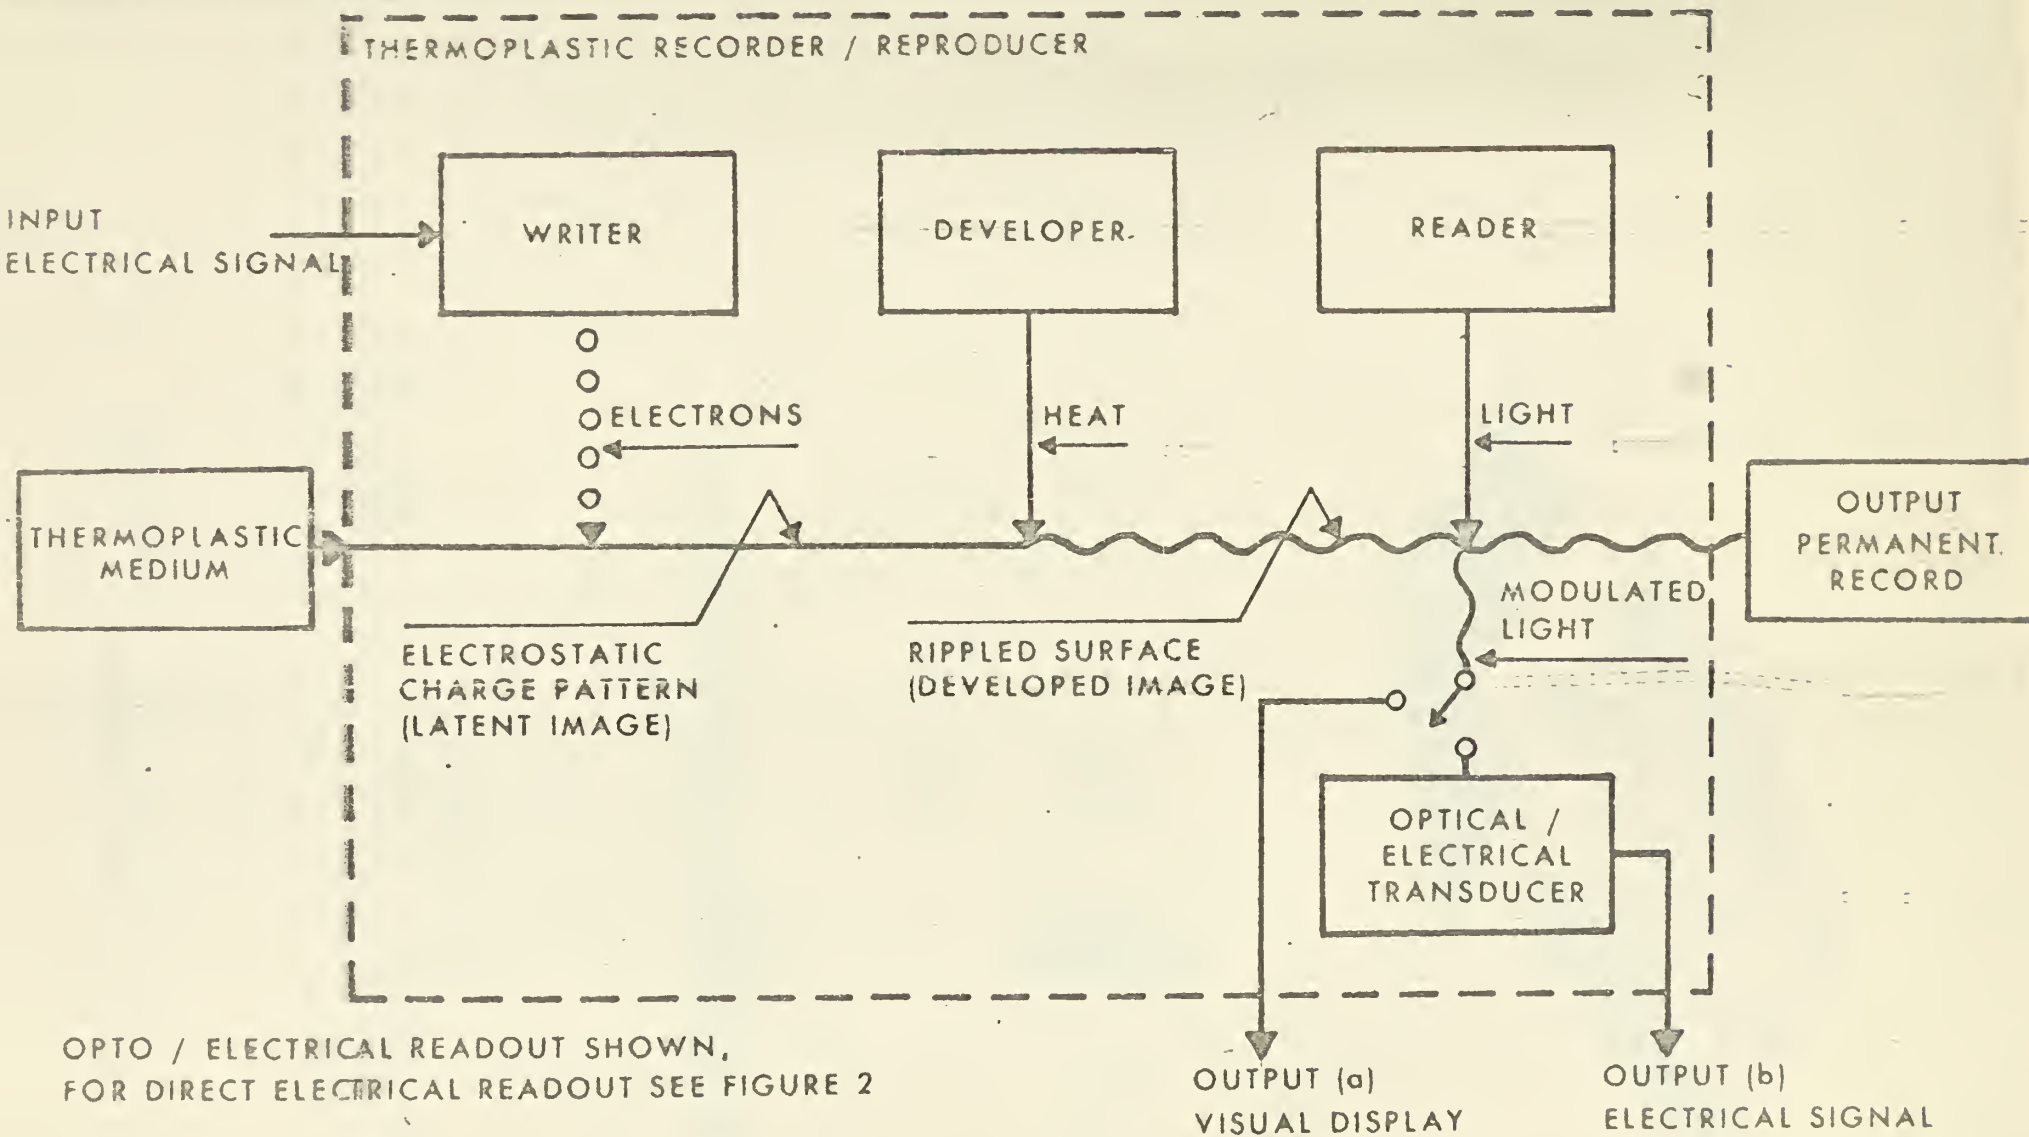 THERMOPLASTIC RECORDER / REPRODUCER
INPUT
ELECTRICAL SIGNAL
WRITER
DEVELOPER
READER
ELECTRONS
HEAT
LIGHT
THERMOPLASTIC
MEDIUM
OUTPUT
PERMANENT
RECORD
ELECTROSTATIC
CHARGE PATTERN
(LATENT IMAGE)
RIPPLED SURFACE
(DEVELOPED IMAGE)
MODULATED
LIGHT
OPTICAL /
ELECTRICAL
TRANSDUCER
OPTO / ELECTRICAL READOUT SHOWN,
FOR DIRECT ELECTRICAL READOUT SEE FIGURE 2
OUTPUT (a)
VISUAL DISPLAY
OUTPUT (b)
ELECTRICAL SIGNAL